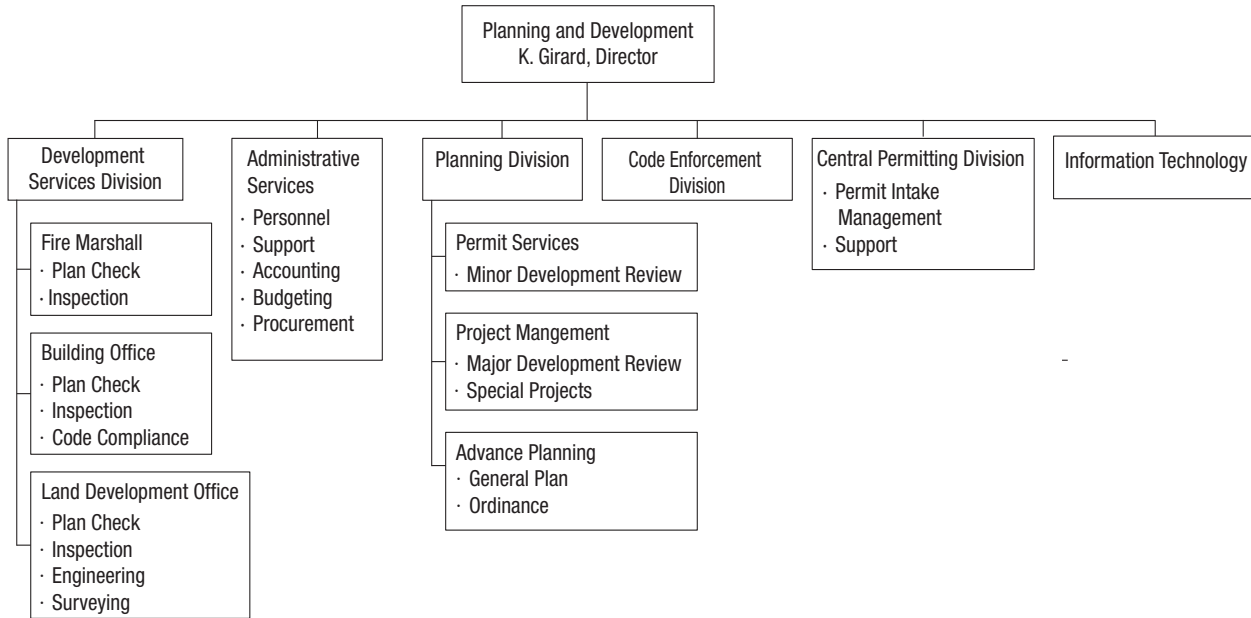 Planning and Development
K. Girard, Director
Development
Services Division
Fire Marshall
· Plan Check
· Inspection
Building Office
· Plan Check
· Inspection
· Code Compliance
Land Development Office
· Plan Check
· Inspection
· Engineering
· Surveying
Administrative
Services
· Personnel
· Support
· Accounting
· Budgeting
· Procurement
Planning Division
Permit Services
· Minor Development Review
Project Mangement
· Major Development Review
· Special Projects
Advance Planning
· General Plan
· Ordinance
Code Enforcement
Division
Central Permitting Division
· Permit Intake
Management
· Support
Information Technology